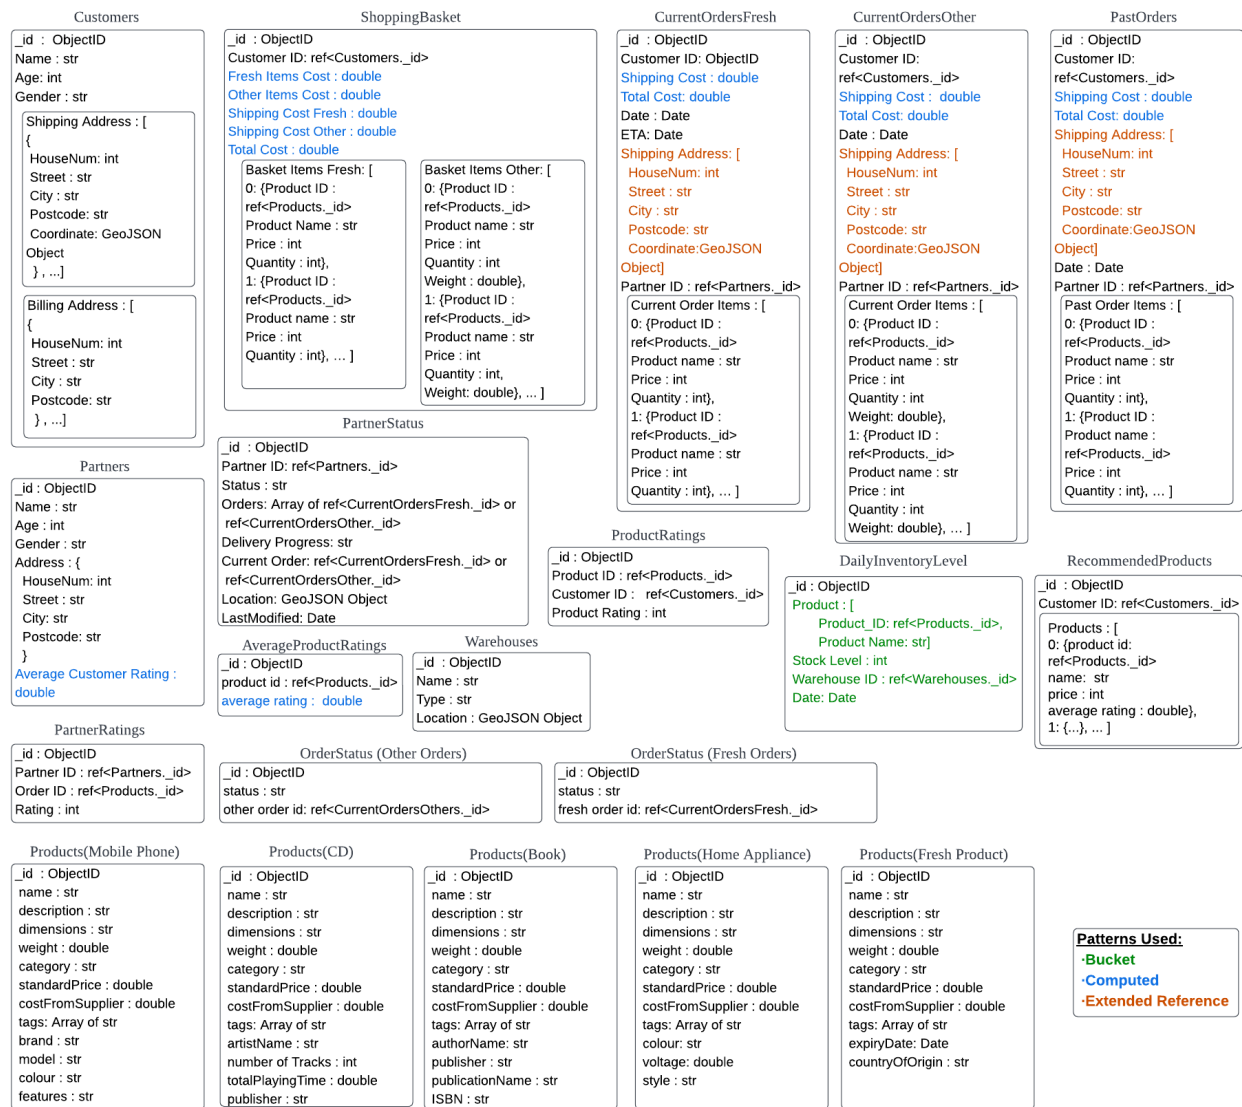 Customers
_id : ObjectID
Name : str
Age: int
Gender : str
Shipping Address : [
{
HouseNum: int
Street : str
City : str
Postcode: str
Coordinate: GeoJSON
Object
} , ...]
Billing Address : [
{
HouseNum: int
Street : str
City : str
Postcode: str
} , ...]
ShoppingBasket
_id : ObjectID
Customer ID: ref<Customers._id>
Fresh Items Cost : double
Other Items Cost : double
Shipping Cost Fresh : double
Shipping Cost Other : double
Total Cost : double
Basket Items Fresh: [
0: {Product ID :
ref<Products._id>
Product Name : str
Price : int
Quantity : int},
1: {Product ID :
ref<Products._id>
Product name : str
Price : int
Quantity : int}, ... ]
Basket Items Other: [
0: {Product ID :
ref<Products._id>
Product name : str
Price : int
Quantity : int
Weight : double},
1: {Product ID :
ref<Products._id>
Product name : str
Price : int
Quantity : int,
Weight: double}, ... ]
CurrentOrdersFresh
_id : ObjectID
Customer ID: ObjectID
Shipping Cost : double
Total Cost: double
Date : Date
ETA: Date
Shipping Address: [
HouseNum: int
Street : str
City : str
Postcode: str
Coordinate:GeoJSON
Object]
Partner ID : ref<Partners._id>
Current Order Items : [
0: {Product ID :
ref<Products._id>
Product name : str
Price : int
Quantity : int},
1: {Product ID :
ref<Products._id>
Product name : str
Price : int
Quantity : int}, ... ]
CurrentOrdersOther
_id : ObjectID
Customer ID:
ref<Customers._id>
Shipping Cost : double
Total Cost: double
Date : Date
Shipping Address: [
HouseNum: int
Street : str
City : str
Postcode : str
Coordinate:GeoJSON
Object]
Partner ID : ref<Partners._id>
Current Order Items : [
0: {Product ID :
ref<Products._id>
Product name : str
Price : int
Quantity : int
Weight: double},
1: {Product ID :
ref<Products._id>
Product name : str
Price : int
Quantity : int
Weight: double}, ... ]
PastOrders
_id : ObjectID
Customer ID:
ref<Customers._id>
Shipping Cost : double
Total Cost: double
Shipping Address: [
HouseNum: int
Street : str
City : str
Postcode : str
Coordinate:GeoJSON
Object]
Date : Date
Partner ID : ref<Partners._id>
Past Order Items : [
0: {Product ID :
ref<Products._id>
Product name : str
Price : int
Quantity : int},
1: {Product ID :
Product name :
ref<Products._id>
Price : int
Quantity : int}, ... ]
Partners
_id : ObjectID
Name : str
Age : int
Gender : str
Address : {
HouseNum: int
Street : str
City: str
Postcode: str
}
Average Customer Rating :
double
PartnerStatus
_id : ObjectID
Partner ID: ref<Partners._id>
Status : str
Orders: Array of ref<CurrentOrdersFresh._id> or
ref<CurrentOrdersOther._id>
Delivery Progress: str
Current Order: ref<CurrentOrdersFresh._id> or
ref<CurrentOrdersOther._id>
Location: GeoJSON Object
LastModified: Date
ProductRatings
_id : ObjectID
Product ID : ref<Products._id>
Customer ID : ref<Customers._id>
Product Rating : int
DailyInventoryLevel
_id : ObjectID
Product : [
Product_ID: ref<Products._id>,
Product Name: str]
Stock Level : int
Warehouse ID : ref<Warehouses._id>
Date: Date
RecommendedProducts
_id : ObjectID
Customer ID: ref<Customers._id>
Products : [
0: {product id:
ref<Products._id>
name: str
price : int
average rating : double},
1: {...}, ... ]
AverageProductRatings
_id : ObjectID
product id : ref<Products._id>
average rating : double
Warehouses
_id : ObjectID
Name : str
Type : str
Location : GeoJSON Object
PartnerRatings
_id : ObjectID
Partner ID : ref<Partners._id>
Order ID : ref<Products._id>
Rating : int
OrderStatus (Other Orders)
_id : ObjectID
status : str
other order id: ref<CurrentOrdersOthers._id>
OrderStatus (Fresh Orders)
_id : ObjectID
status : str
fresh order id: ref<CurrentOrdersFresh._id>
Products(Mobile Phone)
_id : ObjectID
name : str
description : str
dimensions : str
weight : double
category : str
standardPrice : double
costFromSupplier : double
tags: Array of str
brand : str
model : str
colour : str
features : str
Products(CD)
_id : ObjectID
name : str
description : str
dimensions : str
weight : double
category : str
standardPrice : double
costFromSupplier : double
tags: Array of str
artistName : str
number of Tracks : int
totalPlayingTime : double
publisher : str
Products(Book)
_id : ObjectID
name : str
description : str
dimensions : str
weight : double
category : str
standardPrice : double
costFromSupplier : double
tags: Array of str
authorName: str
publisher : str
publicationName : str
ISBN : str
Products(Home Appliance)
_id : ObjectID
name : str
description : str
dimensions : str
weight : double
category : str
standardPrice : double
costFromSupplier : double
tags: Array of str
colour: str
voltage: double
style : str
Products(Fresh Product)
_id : ObjectID
name : str
description : str
dimensions : str
weight : double
category : str
standardPrice : double
costFromSupplier : double
tags: Array of str
expiryDate: Date
countryOfOrigin : str
Patterns Used:
·Bucket
·Computed
·Extended Reference